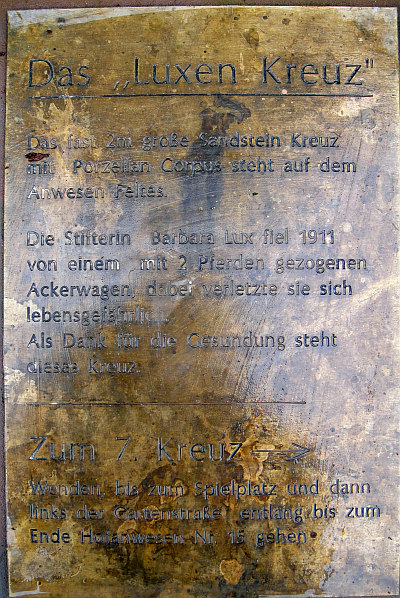 Das „Luxen Kreuz"
Das fast 2m große Sandstein Kreuz
mit Porzellan Corpus steht auf dem
Anwesen Feltes.
Die Stifterin Barbara Lux fiel 1911
von einem mit 2 Pferden gezogenen
Ackerwagen, dabei verletzte sie sich
lebensgefährlich.
Als Dank für die Gesundung steht
dieses Kreuz.
Zum 7. Kreuz
Wenden, bis zum Spielplatz und dann
links der Gartenstraße entlang bis zum
Ende Nr. 15 gehen